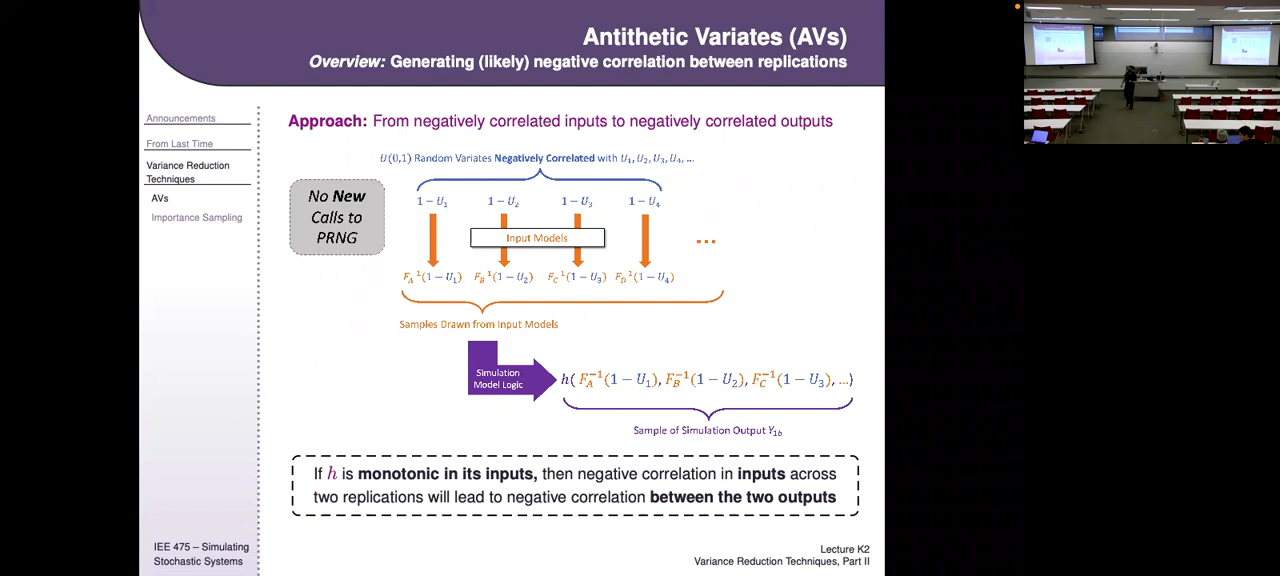 Antithetic Variates (AVs)
Overview: Generating (likely) negative correlation between replications
Announcements
From Last Time
Variance Reduction
Techniques
AVs
Importance Sampling
Approach: From negatively correlated inputs to negatively correlated outputs
U(0,1) Random Variates Negatively Correlated with U₁, U₂, U₃, U₄, ...
No New
Calls to
PRNG
1 − U₁ 1 − U₂ 1 − U₃ 1 − U₄
Input Models
...
F_A⁻¹(1 − U₁) F_B⁻¹(1 − U₂) F_C⁻¹(1 − U₃) F_D⁻¹(1 − U₄)
Samples Drawn from Input Models
Simulation
Model Logic
h( F_A⁻¹(1 − U₁), F_B⁻¹(1 − U₂), F_C⁻¹(1 − U₃), ...)
Sample of Simulation Output Y₁b
If h is monotonic in its inputs, then negative correlation in inputs across
two replications will lead to negative correlation between the two outputs
IEE 475 – Simulating
Stochastic Systems
Lecture K2
Variance Reduction Techniques, Part II